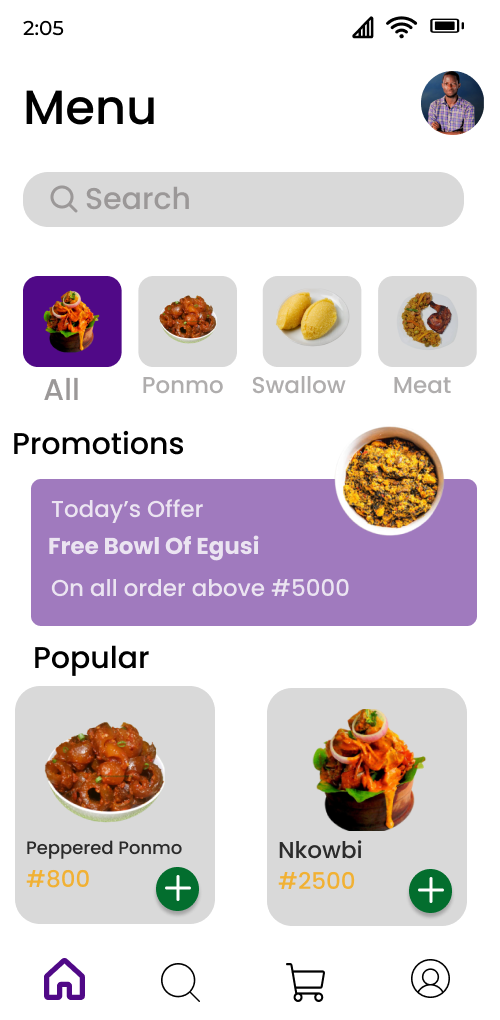 2:05
Menu
Search
All
Ponmo
Swallow
Meat
Promotions
Today’s Offer
Free Bowl Of Egusi
On all order above #5000
Popular
Peppered Ponmo
#800
Nkowbi
#2500